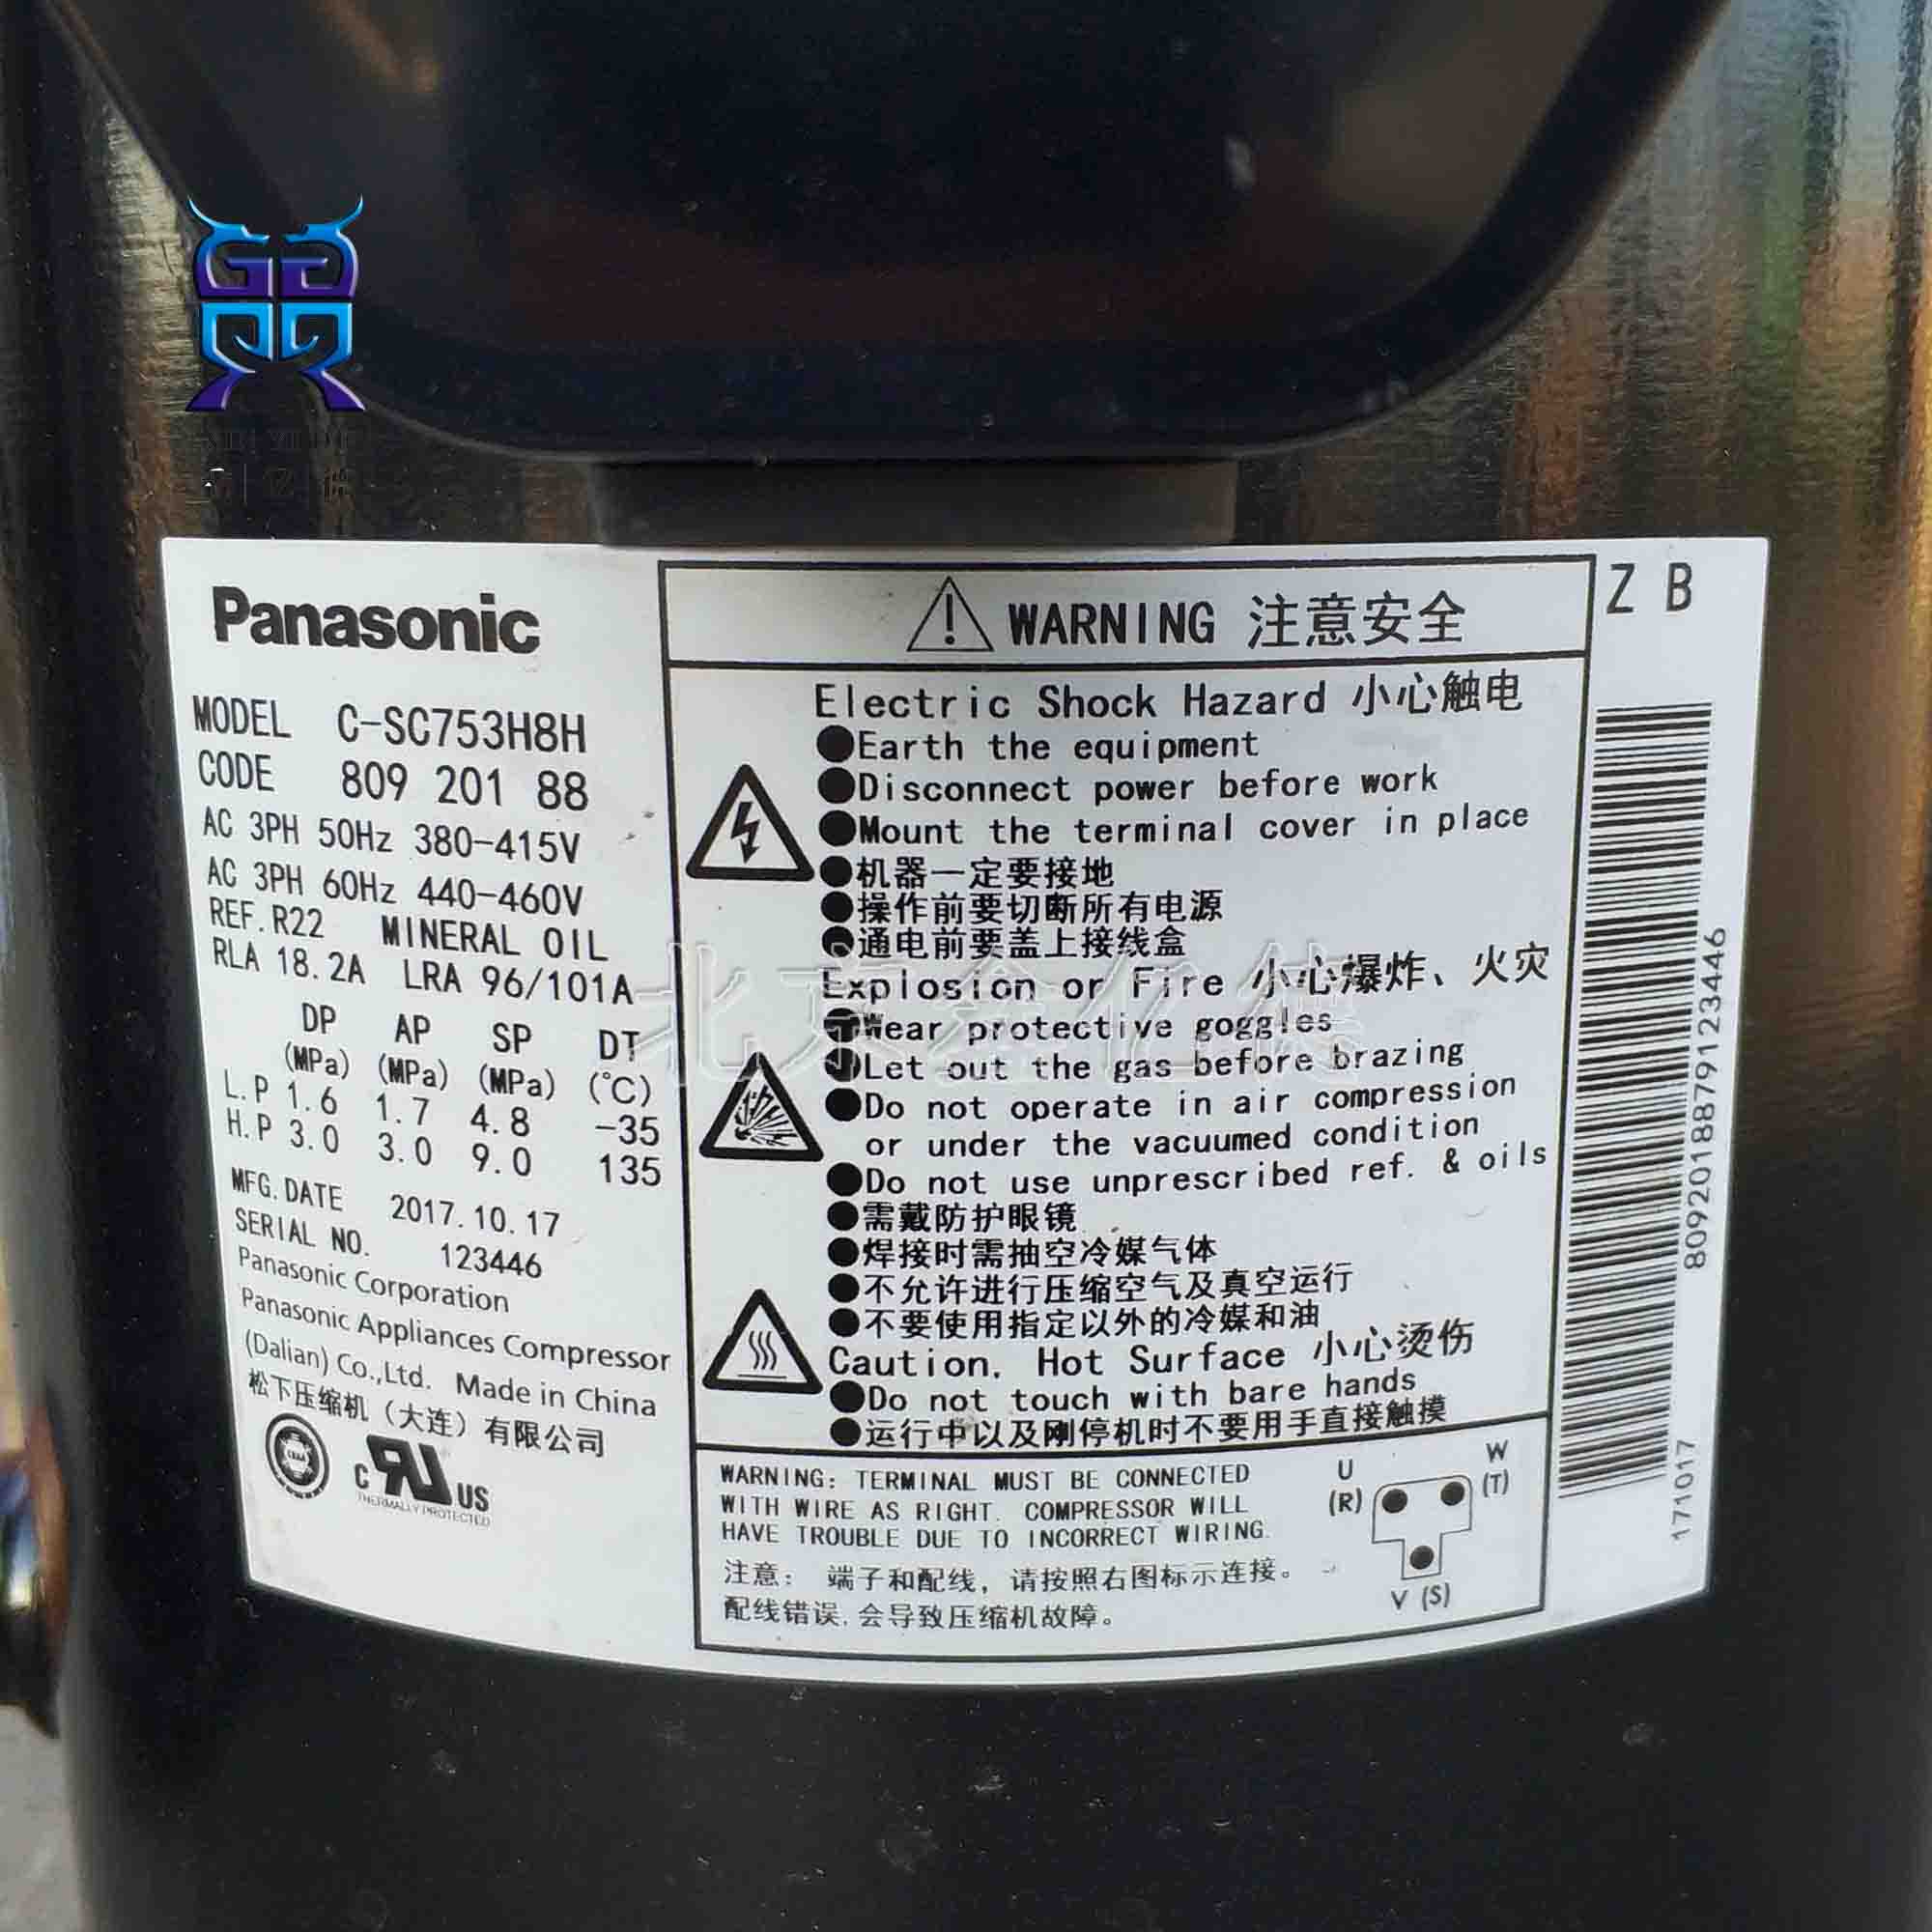 Panasonic
MODEL C-SC753H8H
CODE 809 201 88
AC 3PH 50Hz 380-415V
AC 3PH 60Hz 440-460V
REF. R22 MINERAL OIL
RLA 18.2A LRA 96/101A
DP AP SP DT
(MPa) (MPa) (MPa) (℃)
L.P 1.6 1.7 4.8 -35
H.P 3.0 3.0 9.0 135
MFG. DATE 2017.10.17
SERIAL NO. 123446
Panasonic Corporation
Panasonic Appliances Compressor
(Dalian) Co.,Ltd. Made in China
松下压缩机（大连）有限公司
C US
THERMALLY PROTECTED
WARNING 注意安全
Electric Shock Hazard 小心触电
●Earth the equipment
●Disconnect power before work
●Mount the terminal cover in place
●机器一定要接地
●操作前要切断所有电源
●通电前要盖上接线盒
Explosion or Fire 小心爆炸、火灾
●Wear protective goggles
●Let out the gas before brazing
●Do not operate in air compression
or under the vacuumed condition
●Do not use unprescribed ref. & oils
●需戴防护眼镜
●焊接时需抽空冷媒气体
●不允许进行压缩空气及真空运行
●不要使用指定以外的冷媒和油
Caution, Hot Surface 小心烫伤
●Do not touch with bare hands
●运行中以及刚停机时不要用手直接触摸
WARNING: TERMINAL MUST BE CONNECTED
WITH WIRE AS RIGHT. COMPRESSOR WILL
HAVE TROUBLE DUE TO INCORRECT WIRING.
注意： 端子和配线，请按照右图标示连接。
配线错误,会导致压缩机故障。
U
(R)
W
(T)
V (S)
Z B
8092018879123446
171017
北京鑫亿德